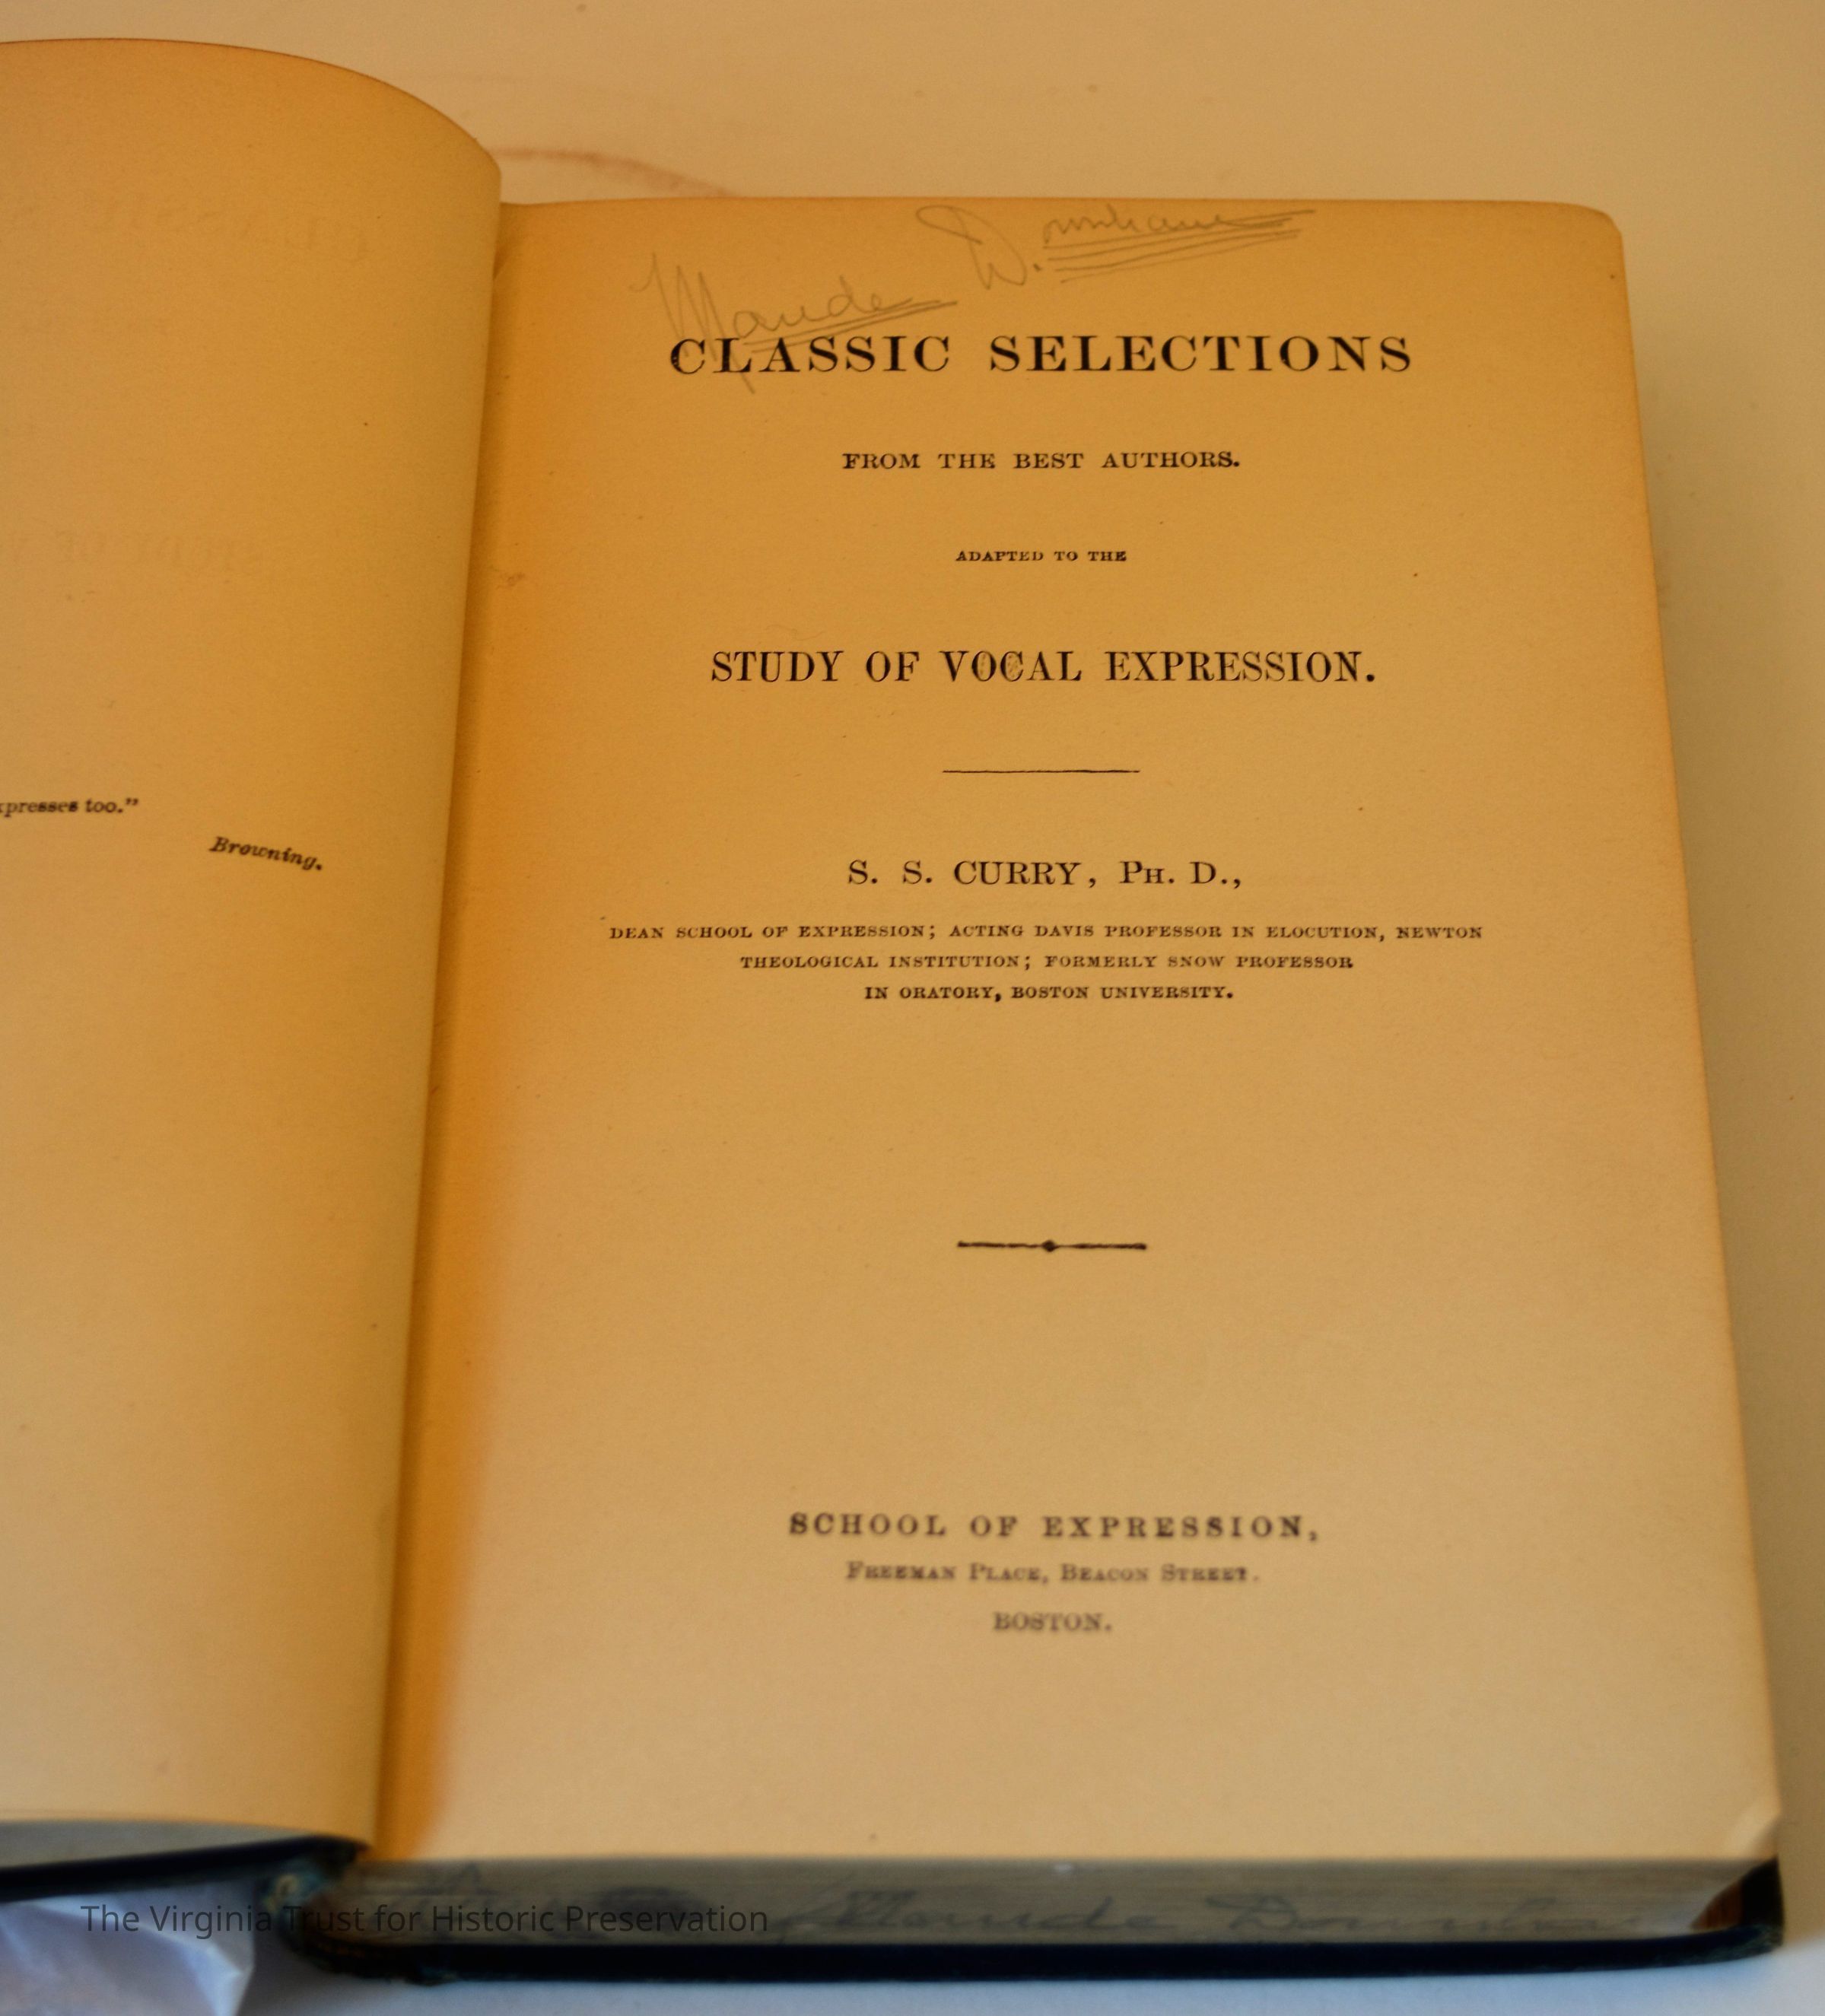 xpresses too."
Browning.
Maude D.
CLASSIC SELECTIONS
FROM THE BEST AUTHORS.
ADAPTED TO THE
STUDY OF VOCAL EXPRESSION.
S. S. CURRY, PH. D.,
DEAN SCHOOL OF EXPRESSION; ACTING DAVIS PROFESSOR IN ELOCUTION, NEWTON
THEOLOGICAL INSTITUTION; FORMERLY SNOW PROFESSOR
IN ORATORY, BOSTON UNIVERSITY.
SCHOOL OF EXPRESSION,
FREEMAN PLACE, BEACON STREET.
BOSTON.
Maude
The Virginia Trust for Historic Preservation